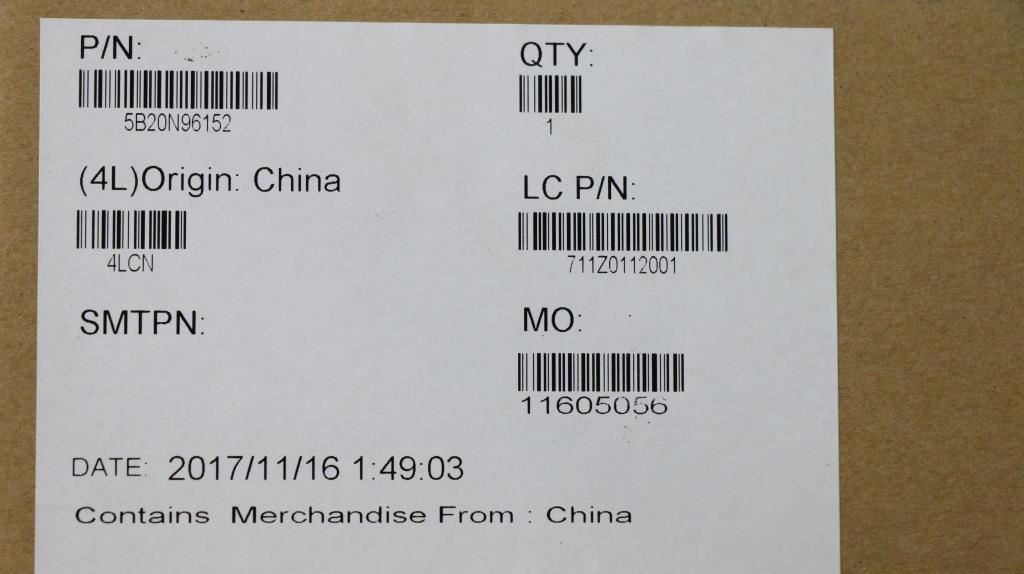 P/N:
5B20N96152
QTY:
1
(4L)Origin: China
4LCN
LC P/N:
711Z0112001
SMTPN:
MO:
11605056
DATE: 2017/11/16 1:49:03
Contains Merchandise From : China